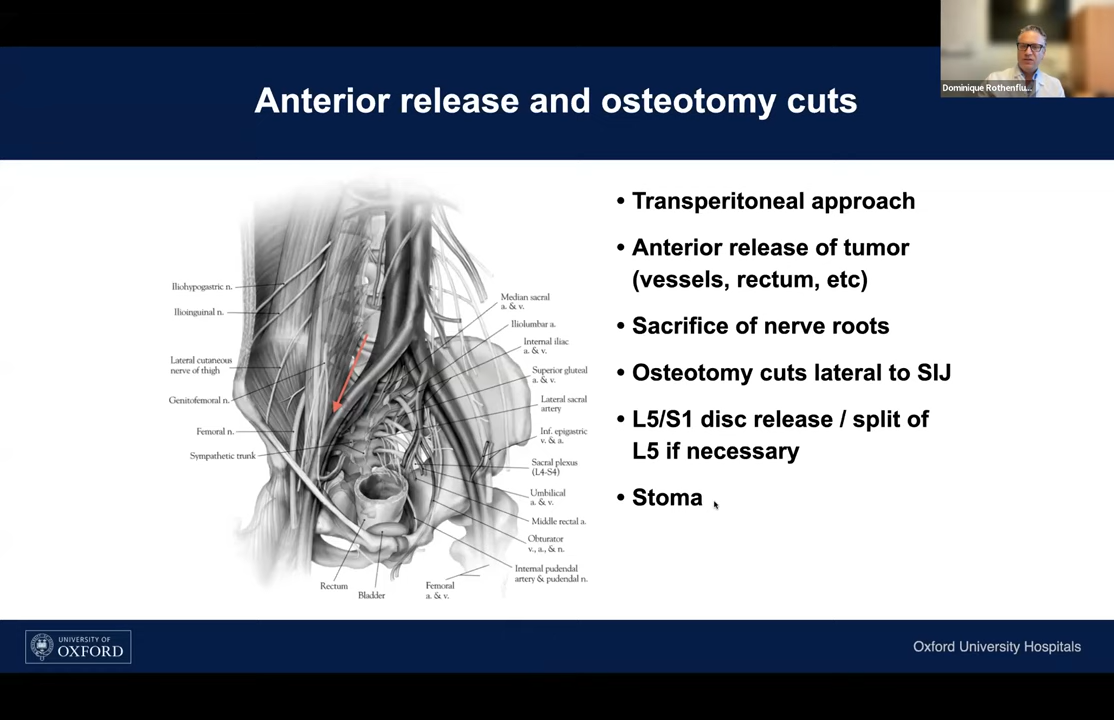 Dominique Rothenflu...
Anterior release and osteotomy cuts
• Transperitoneal approach
• Anterior release of tumor
(vessels, rectum, etc)
• Sacrifice of nerve roots
• Osteotomy cuts lateral to SIJ
• L5/S1 disc release / split of
L5 if necessary
• Stoma
Iliohypogastric n.
Ilioinguinal n.
Lateral cutaneous
nerve of thigh
Genitofemoral n.
Femoral n.
Sympathetic trunk
Median sacral
a. & v.
Iliolumbar a.
Internal iliac
a. & v.
Superior gluteal
a. & v.
Lateral sacral
artery
Inf. epigastric
v. & a.
Sacral plexus
(L4-S4)
Umbilical
a. & v.
Middle rectal a.
Obturator
v., a., & n.
Internal pudendal
artery & pudendal n.
Rectum
Bladder
Femoral
a. & v.
UNIVERSITY OF
OXFORD
Oxford University Hospitals